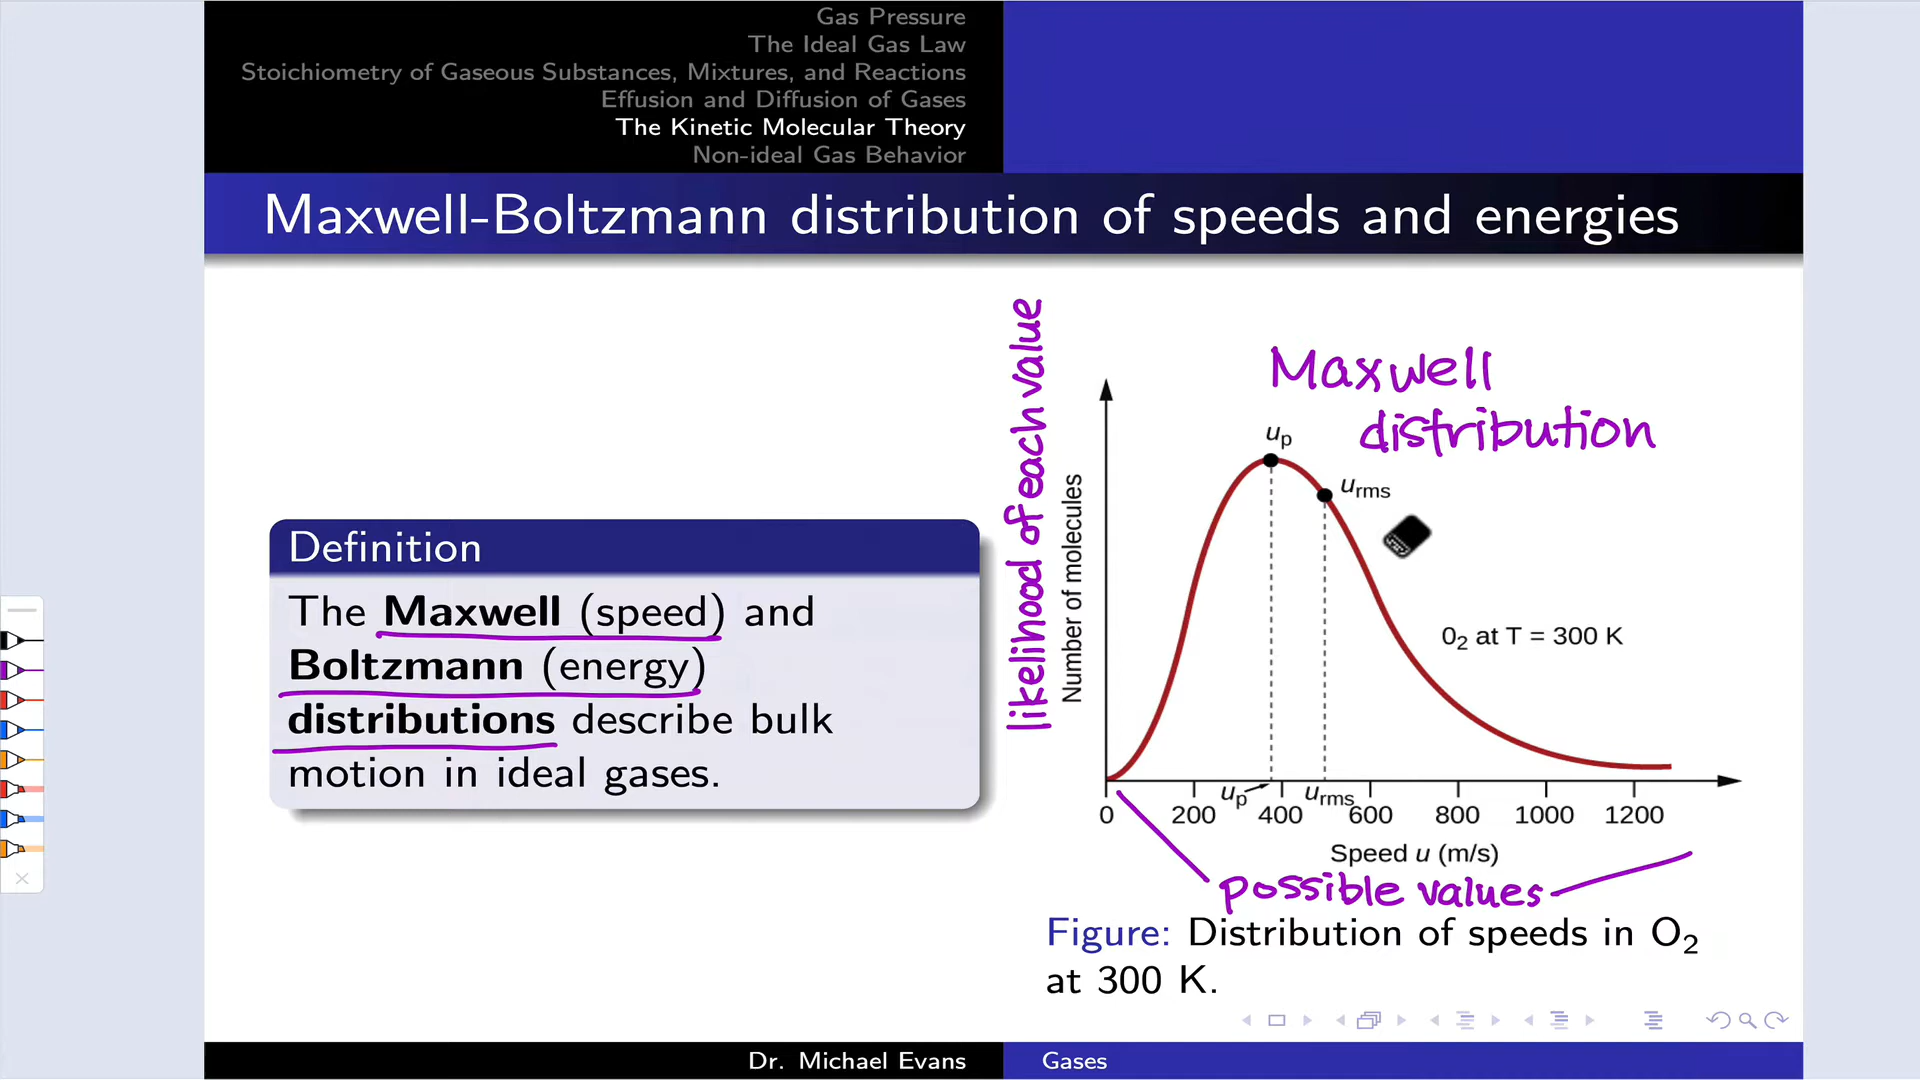 Gas Pressure
The Ideal Gas Law
Stoichiometry of Gaseous Substances, Mixtures, and Reactions
Effusion and Diffusion of Gases
The Kinetic Molecular Theory
Non-ideal Gas Behavior
Maxwell-Boltzmann distribution of speeds and energies
Definition
The Maxwell (speed) and
Boltzmann (energy)
distributions describe bulk
motion in ideal gases.
likelihood of each value
Number of molecules
Maxwell
distribution
uₚ
uᵣₘₛ
0₂ at T = 300 K
uₚ uᵣₘₛ
0 200 400 600 800 1000 1200
Speed u (m/s)
possible values
Figure: Distribution of speeds in O₂
at 300 K.
Dr. Michael Evans Gases